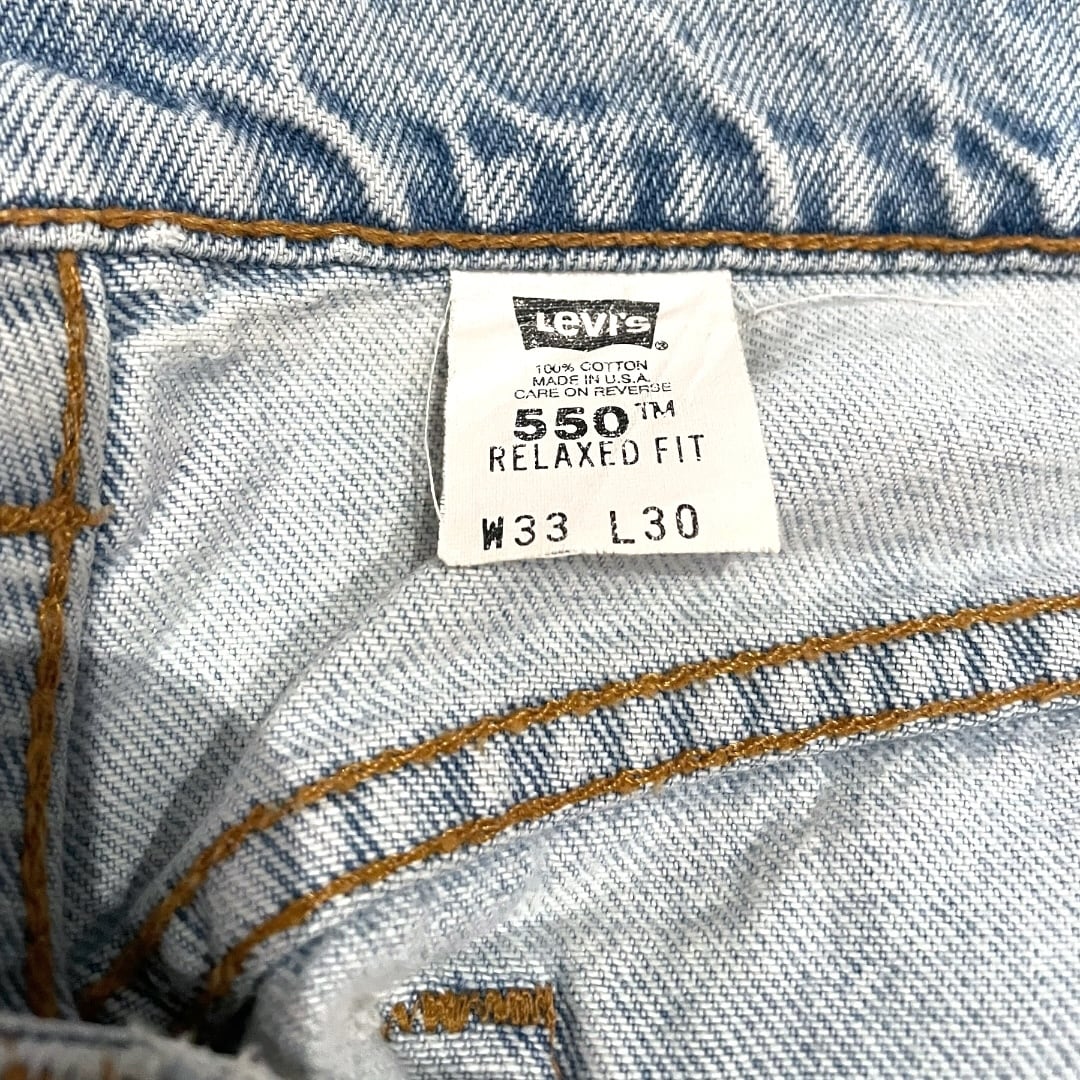 Levi's®
100% COTTON
MADE IN U.S.A.
CARE ON REVERSE
550™
RELAXED FIT
W33 L30